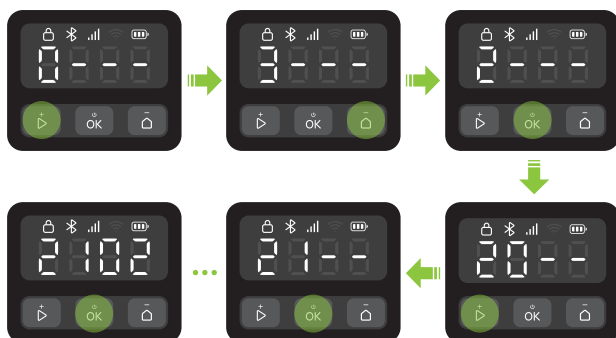 0---
+ OK −
3---
+ OK −
2---
+ OK −
20--
+ OK −
21--
+ OK −
2102
+ OK −